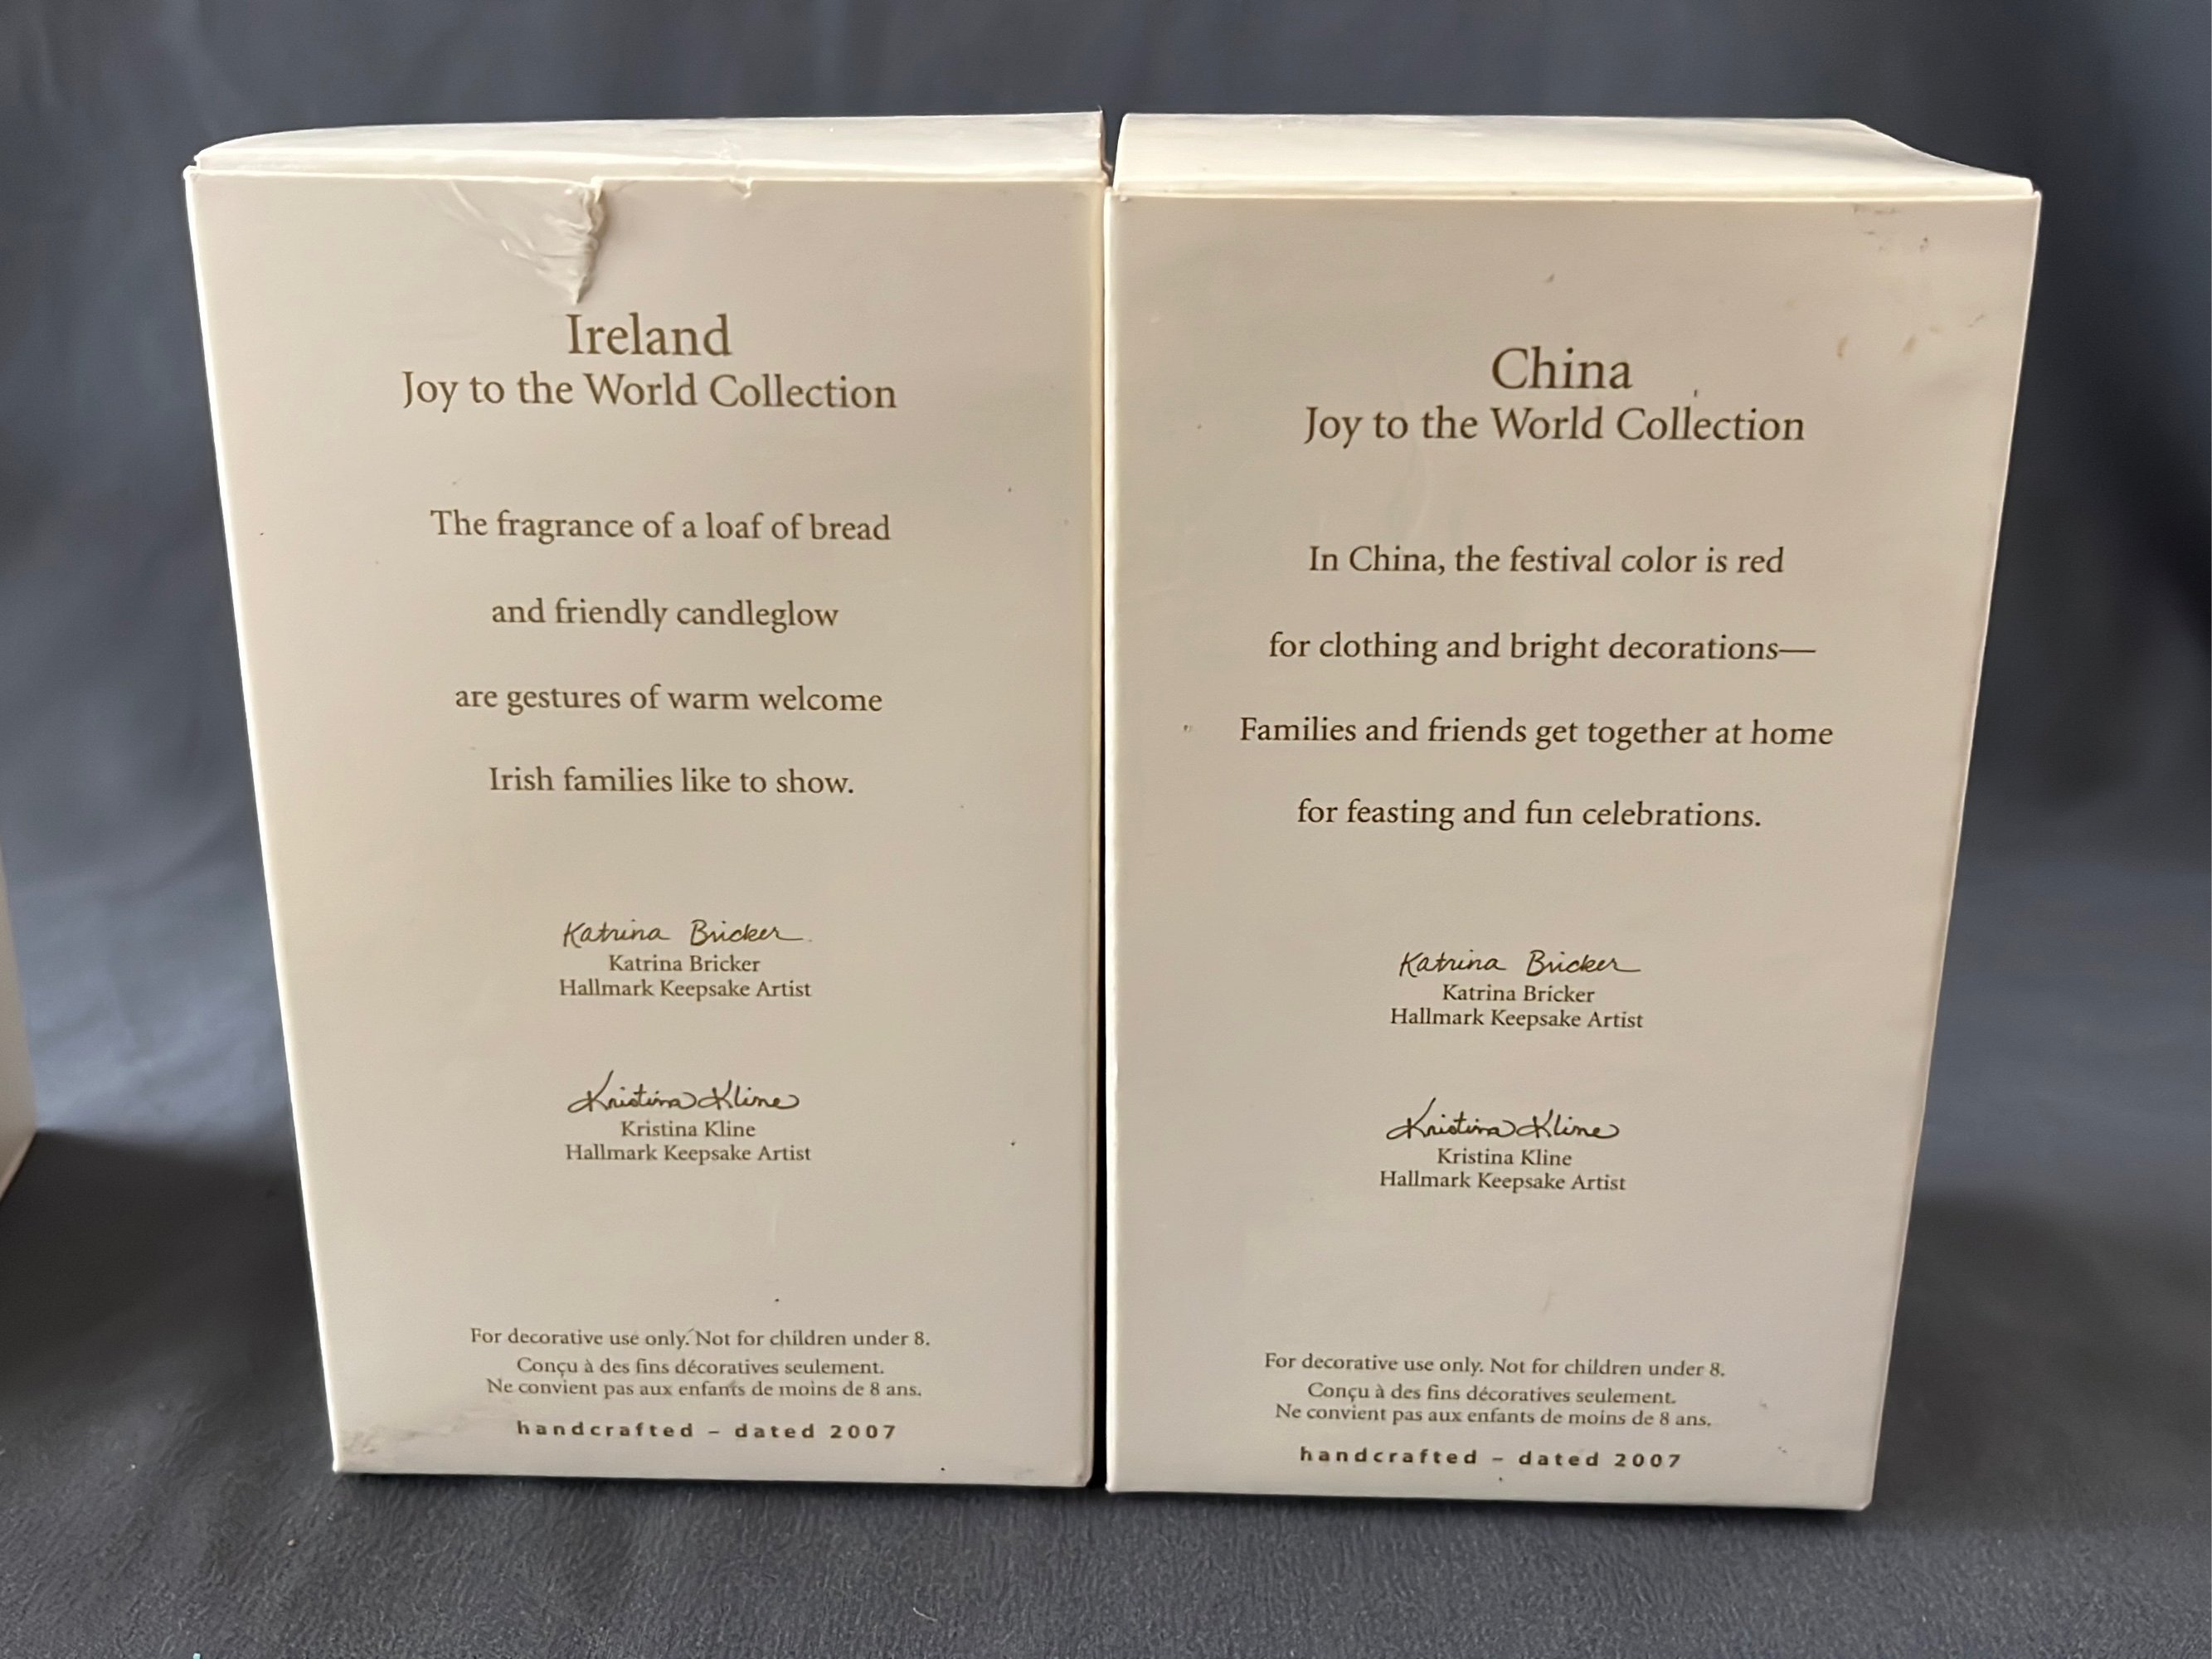 Ireland
Joy to the World Collection
The fragrance of a loaf of bread
and friendly candleglow
are gestures of warm welcome
Irish families like to show.
Katrina Bricker
Katrina Bricker
Hallmark Keepsake Artist
Kristina Kline
Kristina Kline
Hallmark Keepsake Artist
For decorative use only. Not for children under 8.
Conçu à des fins décoratives seulement.
Ne convient pas aux enfants de moins de 8 ans.
handcrafted – dated 2007
China
Joy to the World Collection
In China, the festival color is red
for clothing and bright decorations—
Families and friends get together at home
for feasting and fun celebrations.
Katrina Bricker
Katrina Bricker
Hallmark Keepsake Artist
Kristina Kline
Kristina Kline
Hallmark Keepsake Artist
For decorative use only. Not for children under 8.
Conçu à des fins décoratives seulement.
Ne convient pas aux enfants de moins de 8 ans.
handcrafted – dated 2007